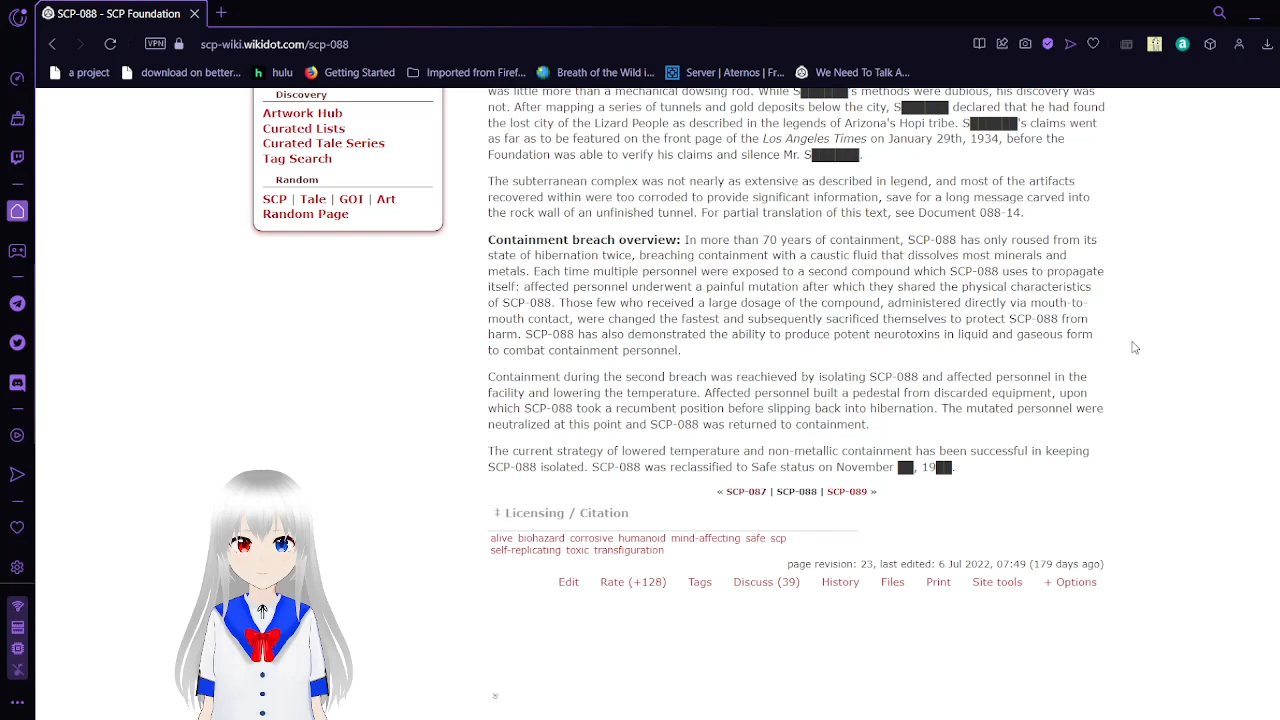 SCP-088 - SCP Foundation
VPN scp-wiki.wikidot.com/scp-088
a project download on better... hulu Getting Started Imported from Firef... Breath of the Wild i... Server | Aternos | Fr... We Need To Talk A...
Discovery
Artwork Hub
Curated Lists
Curated Tale Series
Tag Search
Random
SCP | Tale | GOI | Art
Random Page
was little more than a mechanical dowsing rod. While S██████'s methods were dubious, his discovery was
not. After mapping a series of tunnels and gold deposits below the city, S██████ declared that he had found
the lost city of the Lizard People as described in the legends of Arizona's Hopi tribe. S██████'s claims went
as far as to be featured on the front page of the Los Angeles Times on January 29th, 1934, before the
Foundation was able to verify his claims and silence Mr. S██████.
The subterranean complex was not nearly as extensive as described in legend, and most of the artifacts
recovered within were too corroded to provide significant information, save for a long message carved into
the rock wall of an unfinished tunnel. For partial translation of this text, see Document 088-14.
Containment breach overview: In more than 70 years of containment, SCP-088 has only roused from its
state of hibernation twice, breaching containment with a caustic fluid that dissolves most minerals and
metals. Each time multiple personnel were exposed to a second compound which SCP-088 uses to propagate
itself: affected personnel underwent a painful mutation after which they shared the physical characteristics
of SCP-088. Those few who received a large dosage of the compound, administered directly via mouth-to-
mouth contact, were changed the fastest and subsequently sacrificed themselves to protect SCP-088 from
harm. SCP-088 has also demonstrated the ability to produce potent neurotoxins in liquid and gaseous form
to combat containment personnel.
Containment during the second breach was reachieved by isolating SCP-088 and affected personnel in the
facility and lowering the temperature. Affected personnel built a pedestal from discarded equipment, upon
which SCP-088 took a recumbent position before slipping back into hibernation. The mutated personnel were
neutralized at this point and SCP-088 was returned to containment.
The current strategy of lowered temperature and non-metallic containment has been successful in keeping
SCP-088 isolated. SCP-088 was reclassified to Safe status on November ██, 19██.
« SCP-087 | SCP-088 | SCP-089 »
‡ Licensing / Citation
alive biohazard corrosive humanoid mind-affecting safe scp
self-replicating toxic transfiguration
page revision: 23, last edited: 6 Jul 2022, 07:49 (179 days ago)
Edit Rate (+128) Tags Discuss (39) History Files Print Site tools + Options